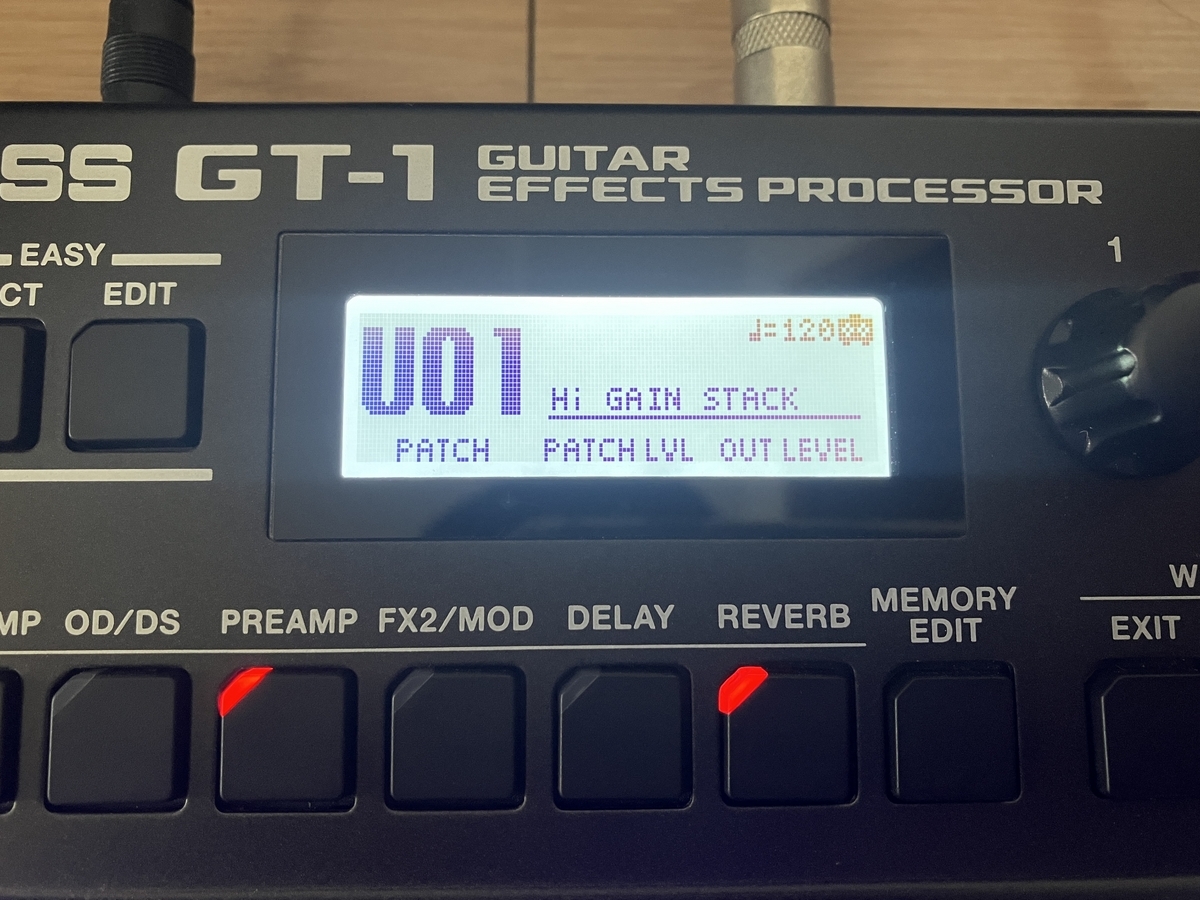 SS GT-1 GUITAR
EFFECTS PROCESSOR
EASY
CT EDIT
1
U01
♩=120
Hi GAIN STACK
PATCH PATCH LVL OUT LEVEL
MP OD/DS PREAMP FX2/MOD DELAY REVERB MEMORY
EDIT
W
EXIT